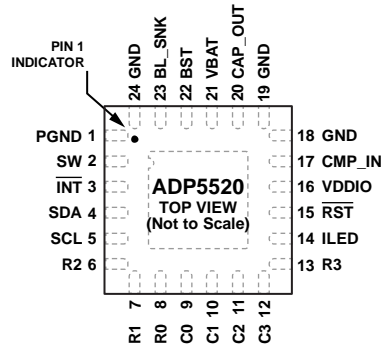 PIN 1
INDICATOR
24 GND
23 BL_SNK
22 BST
21 VBAT
20 CAP_OUT
19 GND
PGND 1
SW 2
INT 3
SDA 4
SCL 5
R2 6
ADP5520
TOP VIEW
(Not to Scale)
18 GND
17 CMP_IN
16 VDDIO
15 RST
14 ILED
13 R3
R1 7
R0 8
C0 9
C1 10
C2 11
C3 12